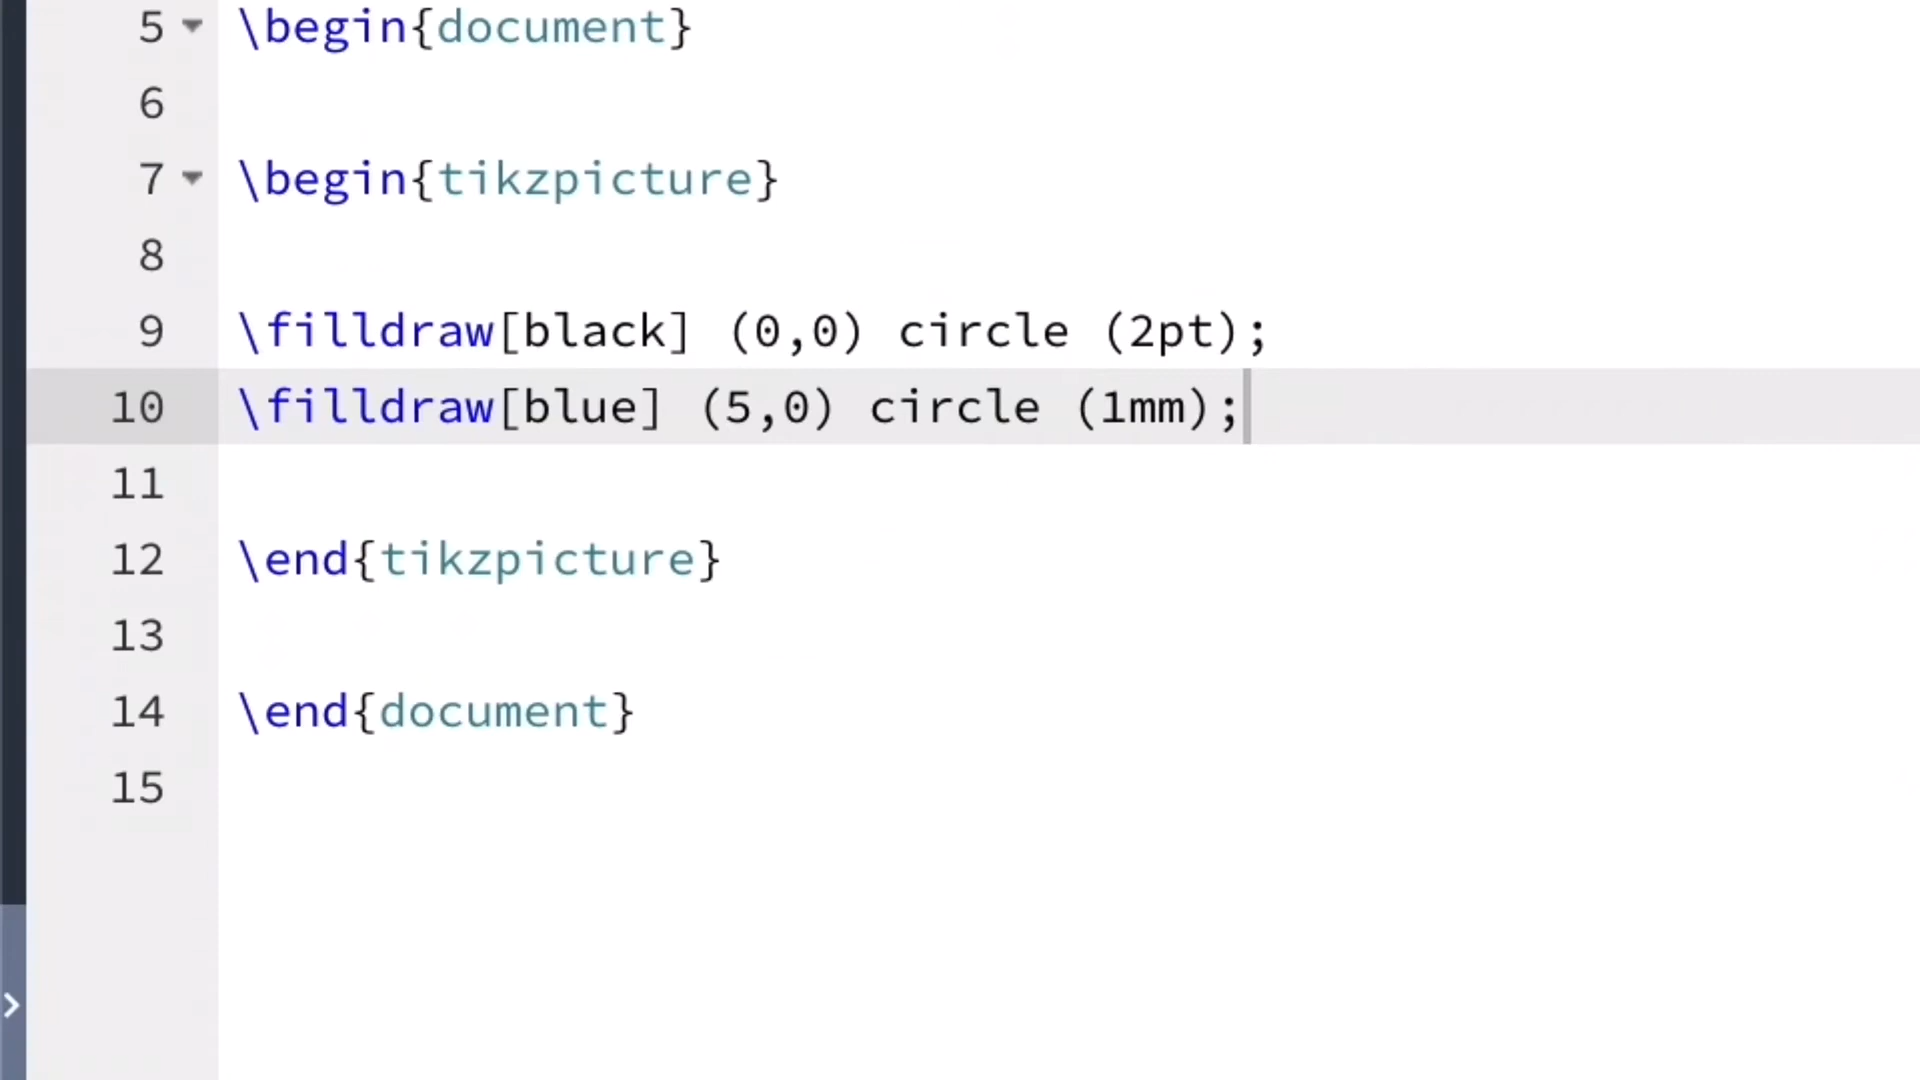 5 \begin{document}
6
7 \begin{tikzpicture}
8
9 \filldraw[black] (0,0) circle (2pt);
10 \filldraw[blue] (5,0) circle (1mm);
11
12 \end{tikzpicture}
13
14 \end{document}
15